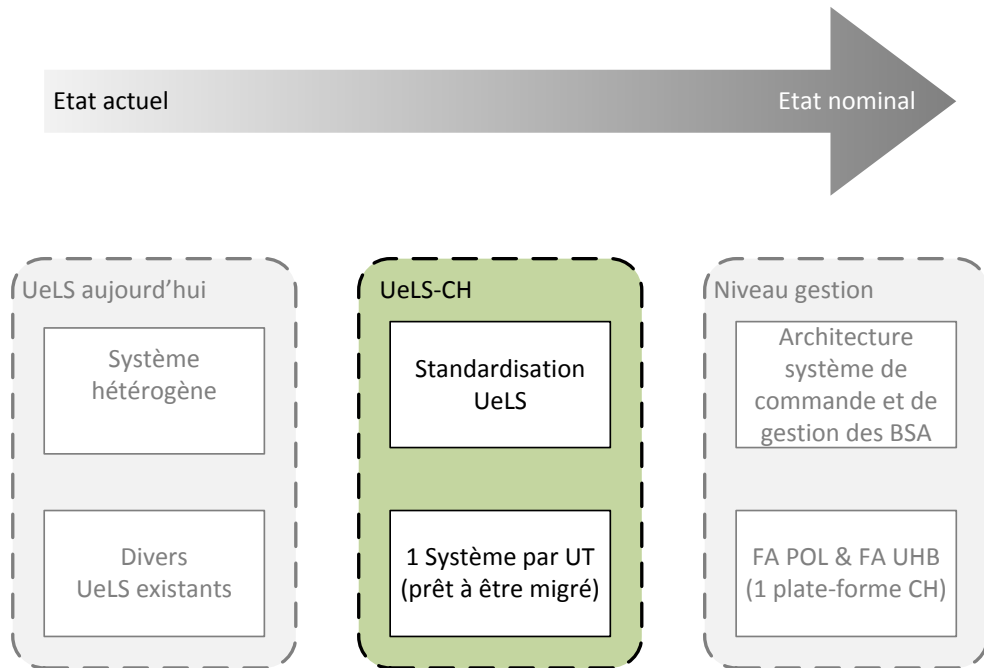 Etat actuel
Etat nominal
UeLS aujourd'hui
Système
hétérogène
Divers
UeLS existants
UeLS-CH
Standardisation
UeLS
1 Système par UT
(prêt à être migré)
Niveau gestion
Architecture
système de
commande et de
gestion des BSA
FA POL & FA UHB
(1 plate-forme CH)